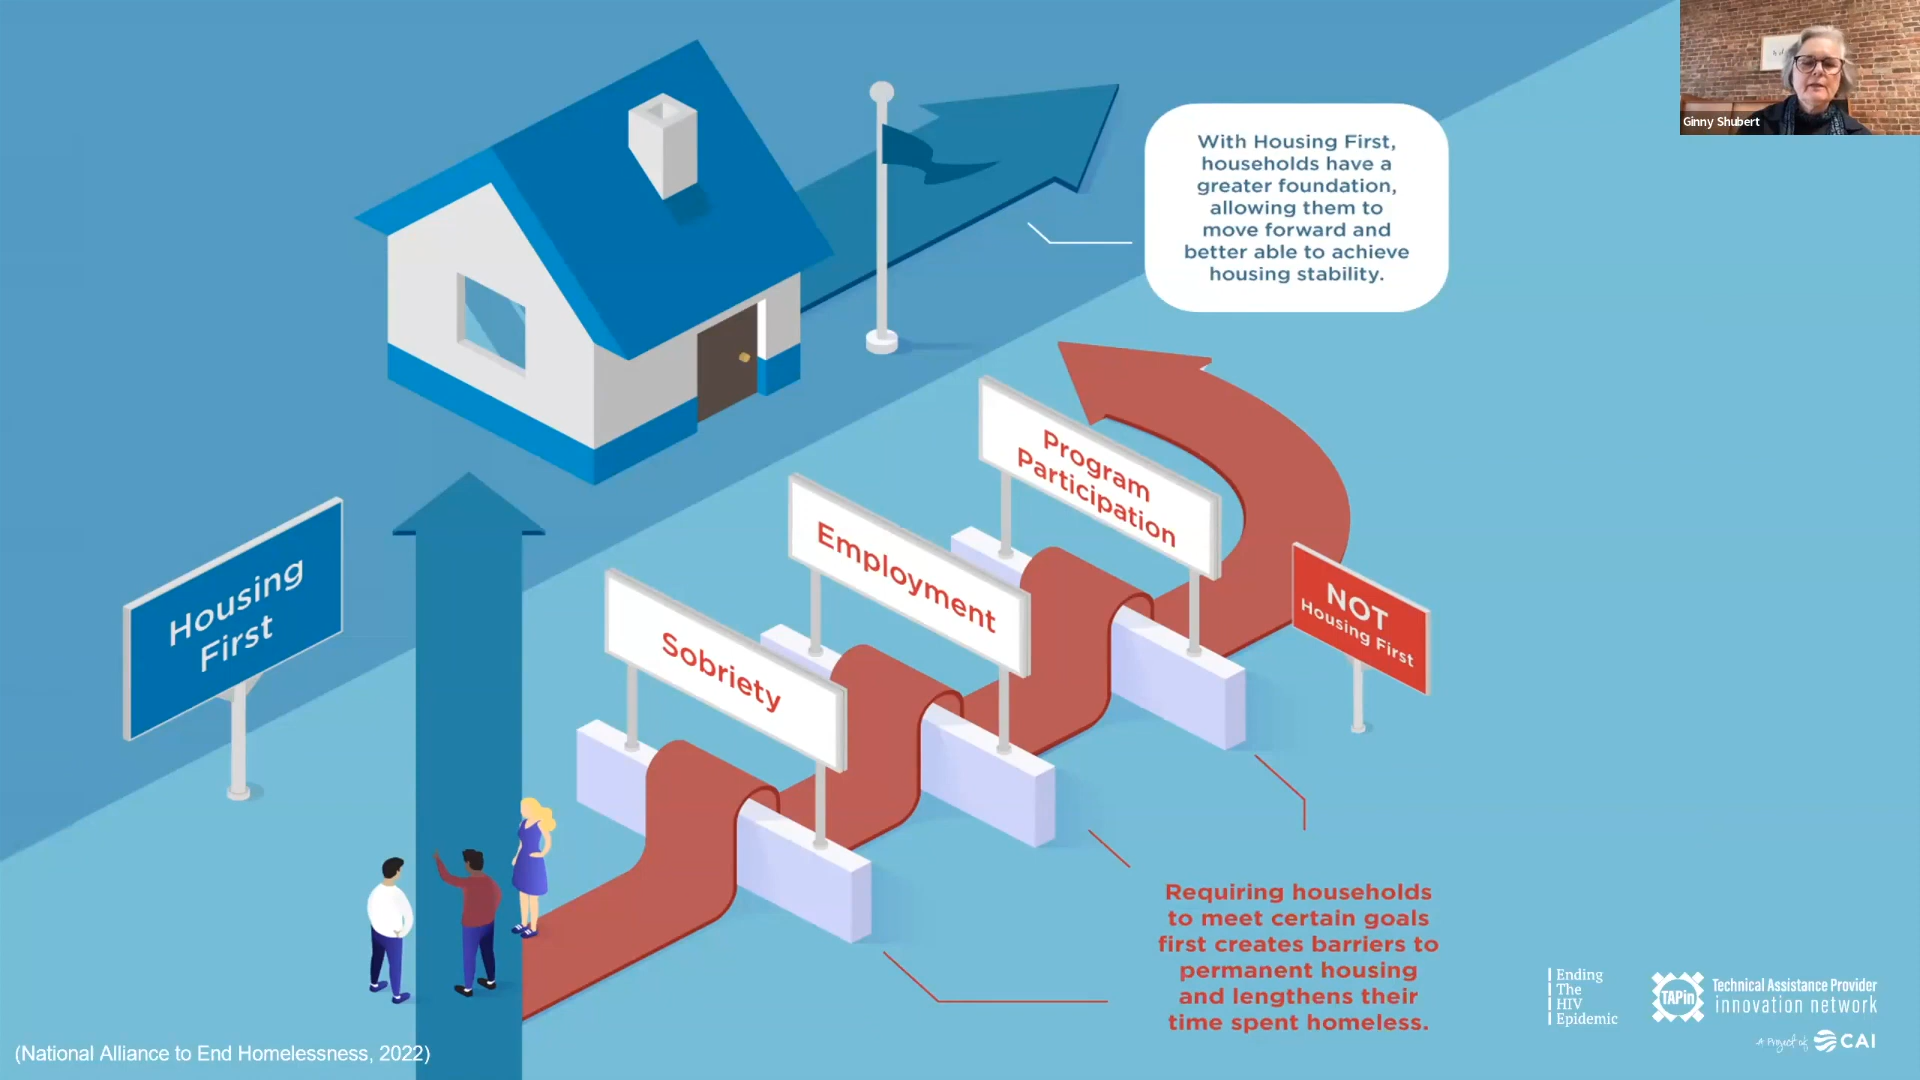 Ginny Shubert
With Housing First,
households have a
greater foundation,
allowing them to
move forward and
better able to achieve
housing stability.
Program
Participation
Employment
Sobriety
Housing
First
NOT
Housing First
Requiring households
to meet certain goals
first creates barriers to
permanent housing
and lengthens their
time spent homeless.
Ending
The
HIV
Epidemic
TAPin
Technical Assistance Provider
innovation network
A Project of CAI
(National Alliance to End Homelessness, 2022)